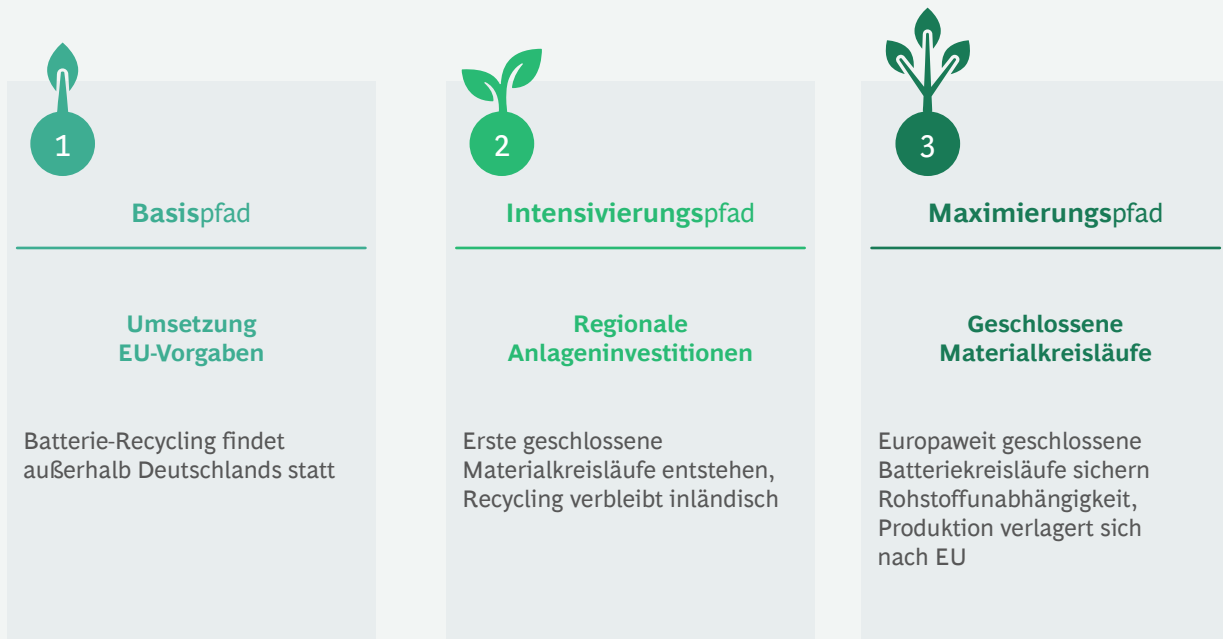 1
Basispfad
Umsetzung
EU-Vorgaben
Batterie-Recycling findet
außerhalb Deutschlands statt
2
Intensivierungspfad
Regionale
Anlageninvestitionen
Erste geschlossene
Materialkreisläufe entstehen,
Recycling verbleibt inländisch
3
Maximierungspfad
Geschlossene
Materialkreisläufe
Europaweit geschlossene
Batteriekreisläufe sichern
Rohstoffunabhängigkeit,
Produktion verlagert sich
nach EU